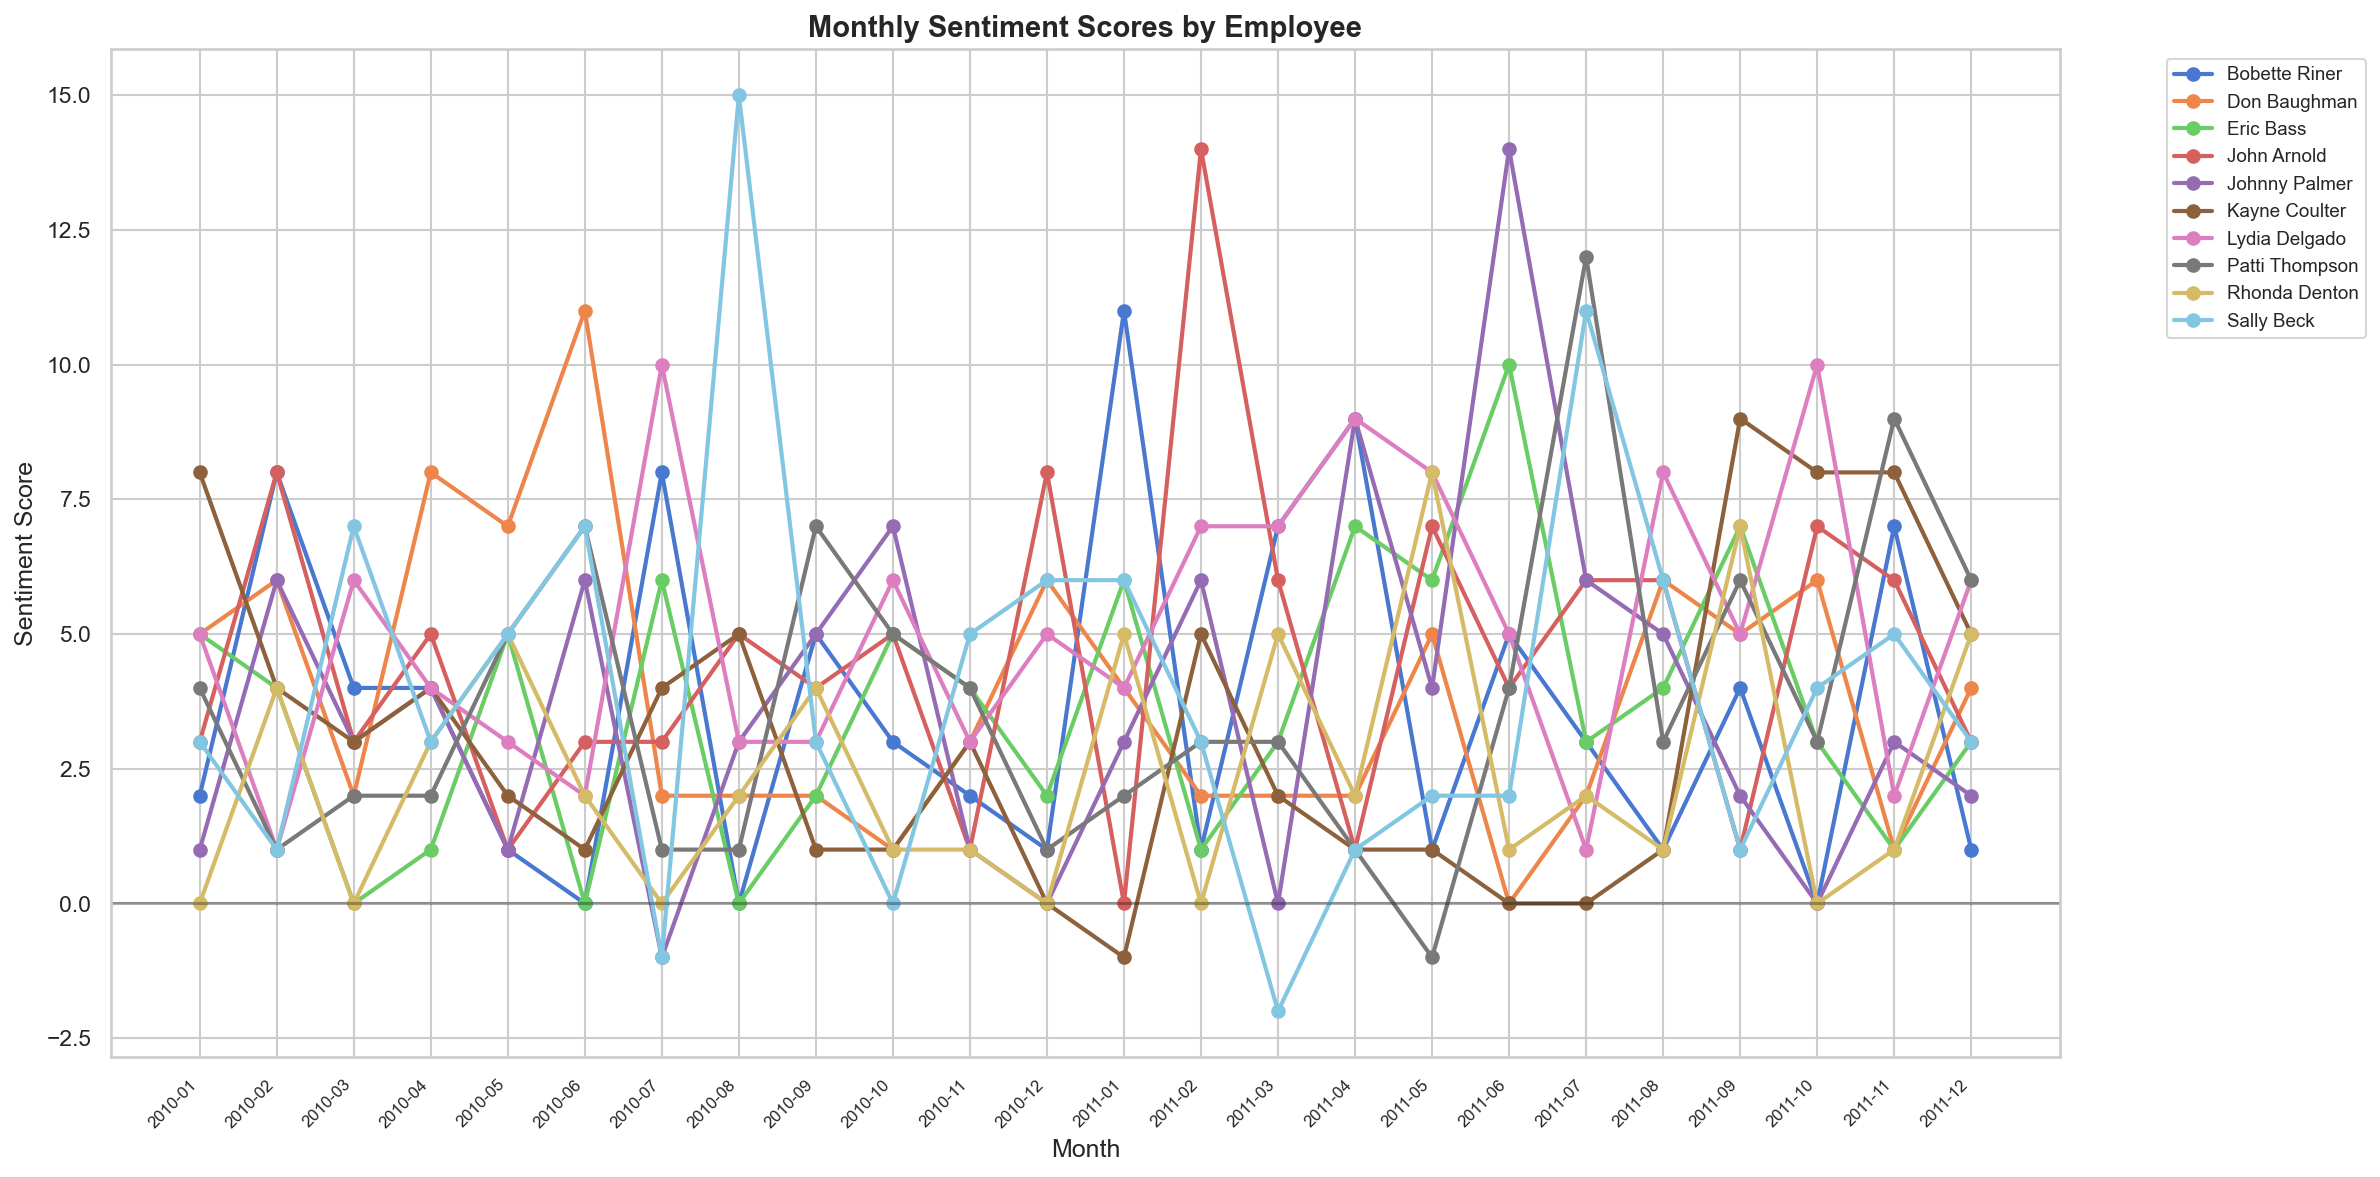 Monthly Sentiment Scores by Employee
15.0
12.5
10.0
7.5
5.0
2.5
0.0
−2.5
Sentiment Score
2010-01
2010-02
2010-03
2010-04
2010-05
2010-06
2010-07
2010-08
2010-09
2010-10
2010-11
2010-12
2011-01
2011-02
2011-03
2011-04
2011-05
2011-06
2011-07
2011-08
2011-09
2011-10
2011-11
2011-12
Month
Bobette Riner
Don Baughman
Eric Bass
John Arnold
Johnny Palmer
Kayne Coulter
Lydia Delgado
Patti Thompson
Rhonda Denton
Sally Beck